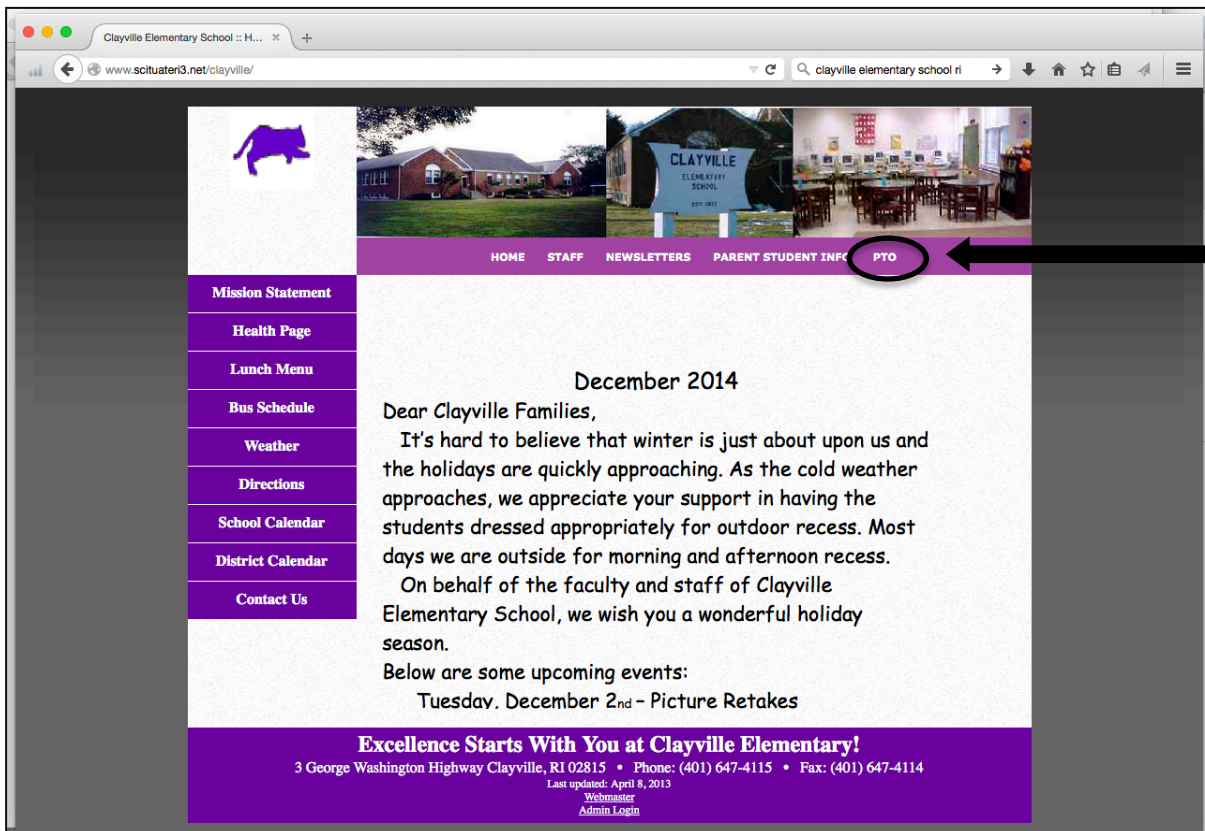 Clayville Elementary School :: H... × +
www.scituateri3.net/clayville/
clayville elementary school ri
CLAYVILLE
ELEMENTARY
SCHOOL
HOME STAFF NEWSLETTERS PARENT STUDENT INFO PTO
Mission Statement
Health Page
Lunch Menu
Bus Schedule
Weather
Directions
School Calendar
District Calendar
Contact Us
December 2014
Dear Clayville Families,
It's hard to believe that winter is just about upon us and
the holidays are quickly approaching. As the cold weather
approaches, we appreciate your support in having the
students dressed appropriately for outdoor recess. Most
days we are outside for morning and afternoon recess.
On behalf of the faculty and staff of Clayville
Elementary School, we wish you a wonderful holiday
season.
Below are some upcoming events:
Tuesday, December 2nd – Picture Retakes
Excellence Starts With You at Clayville Elementary!
3 George Washington Highway Clayville, RI 02815 • Phone: (401) 647-4115 • Fax: (401) 647-4114
Last updated: April 8, 2013
Webmaster
Admin Login